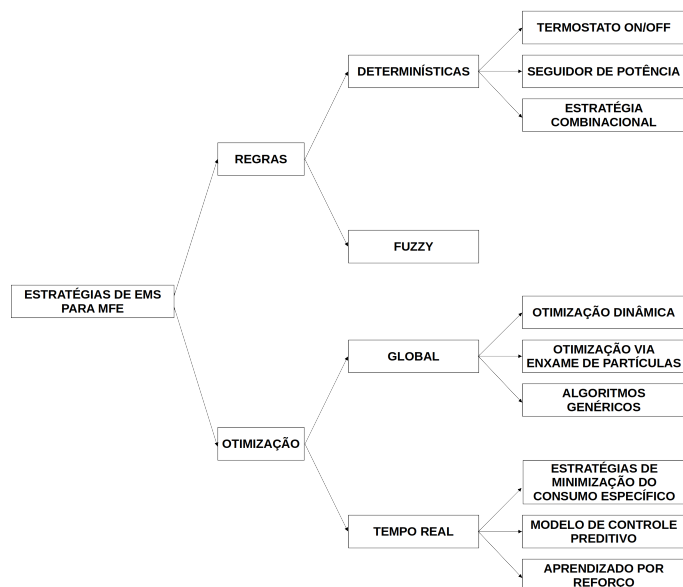 TERMOSTATO ON/OFF
DETERMINÍSTICAS
SEGUIDOR DE POTÊNCIA
ESTRATÉGIA
COMBINACIONAL
REGRAS
FUZZY
ESTRATÉGIAS DE EMS
PARA MFE
OTIMIZAÇÃO DINÂMICA
GLOBAL
OTIMIZAÇÃO VIA
ENXAME DE PARTÍCULAS
ALGORITMOS
GENÉRICOS
OTIMIZAÇÃO
ESTRATÉGIAS DE
MINIMIZAÇÃO DO
CONSUMO ESPECÍFICO
TEMPO REAL
MODELO DE CONTROLE
PREDITIVO
APRENDIZADO POR
REFORCO